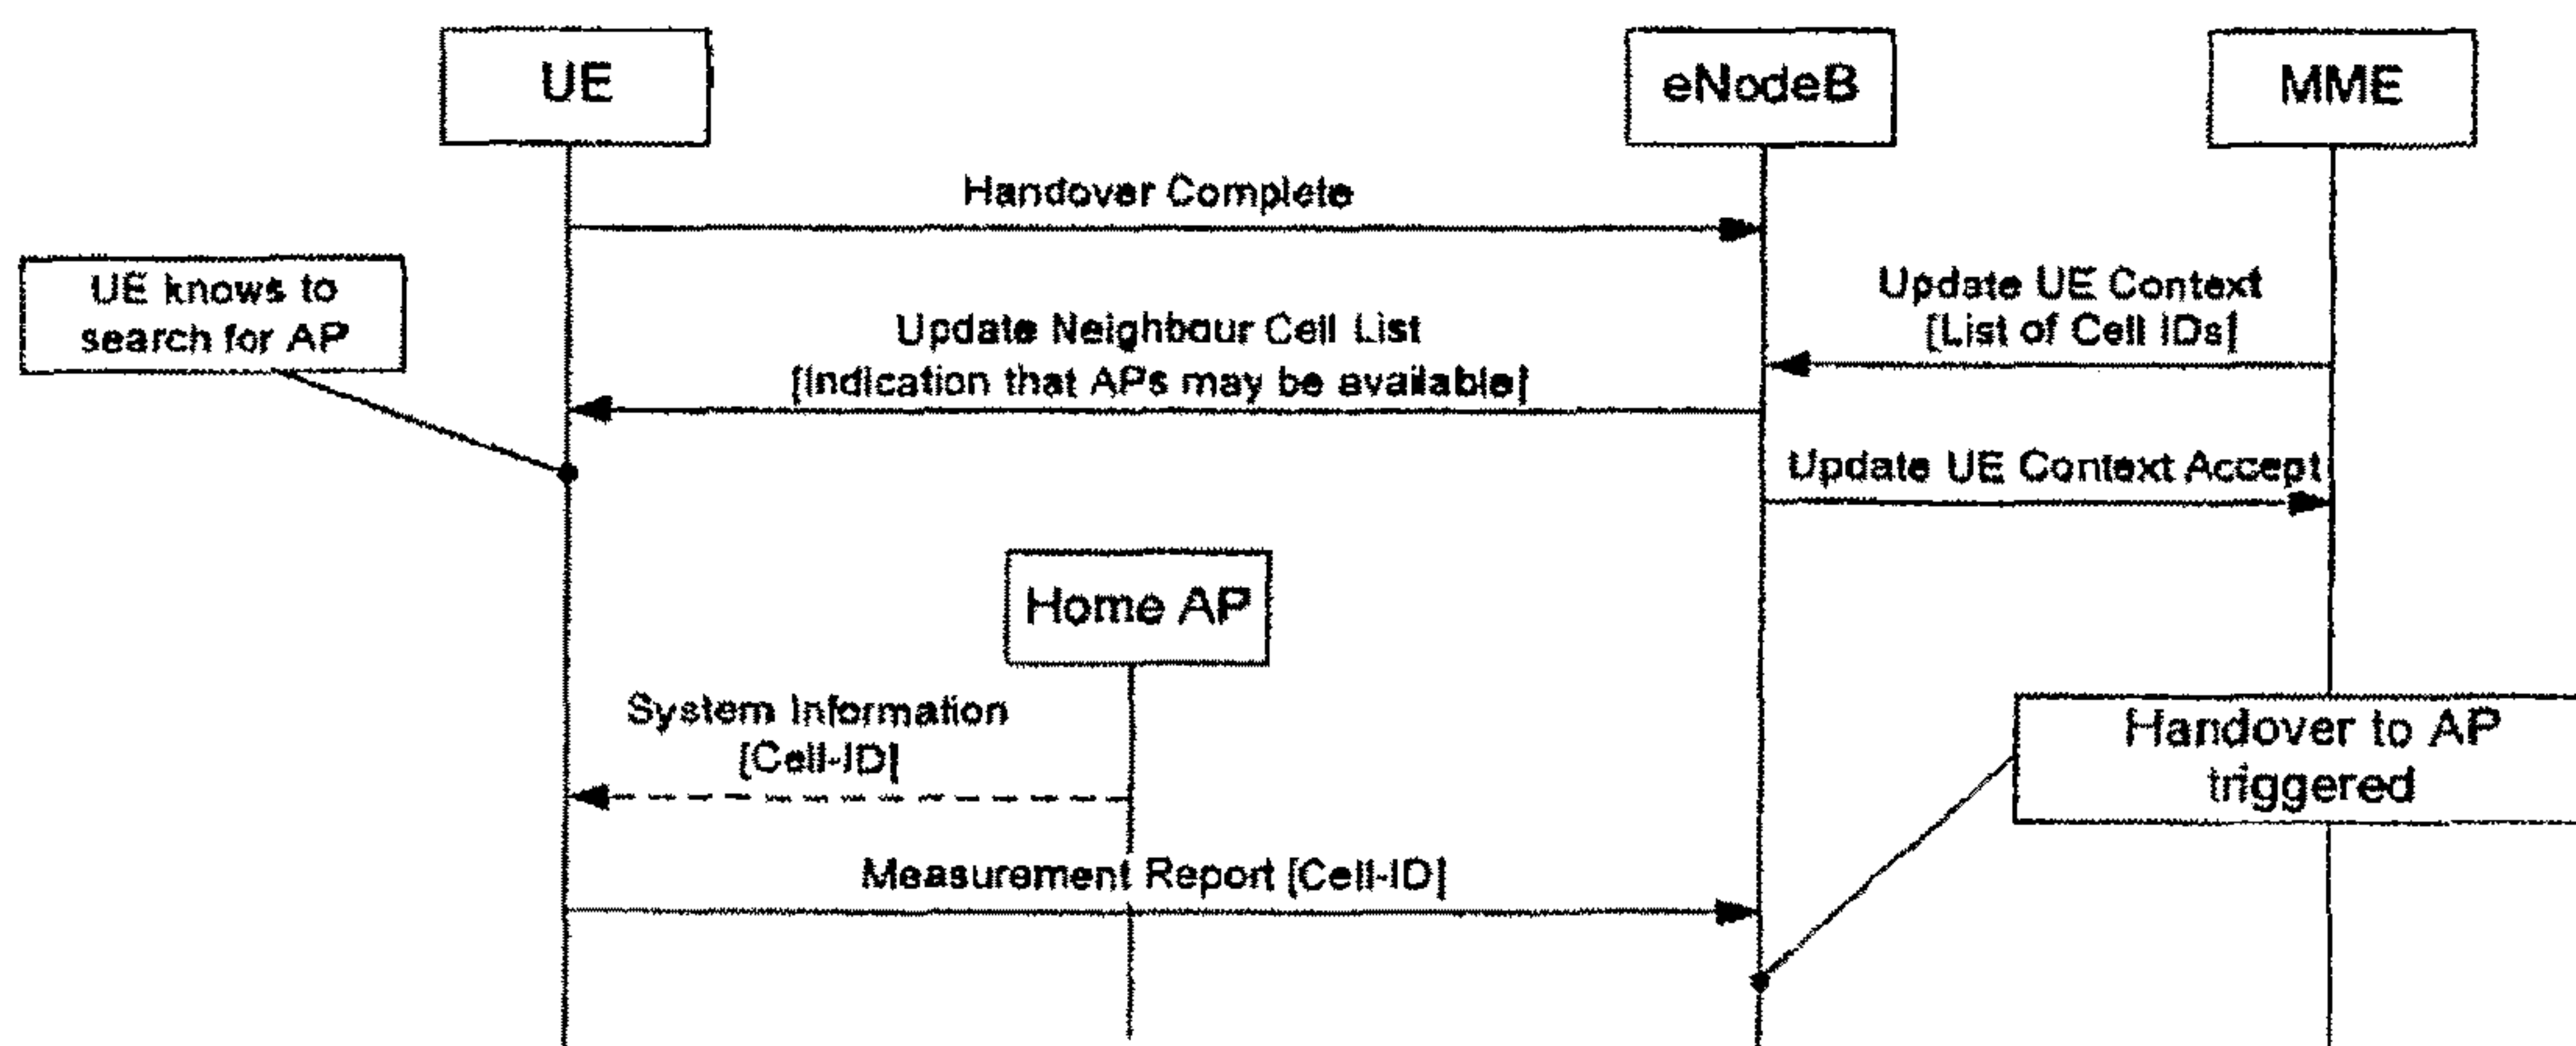 UE
eNodeB
MME
Handover Complete
UE knows to
search for AP
Update UE Context
[List of Cell IDs]
Update Neighbour Cell List
[Indication that APs may be available]
Update UE Context Accept
Home AP
System Information
[Cell-ID]
Handover to AP
triggered
Measurement Report [Cell-ID]